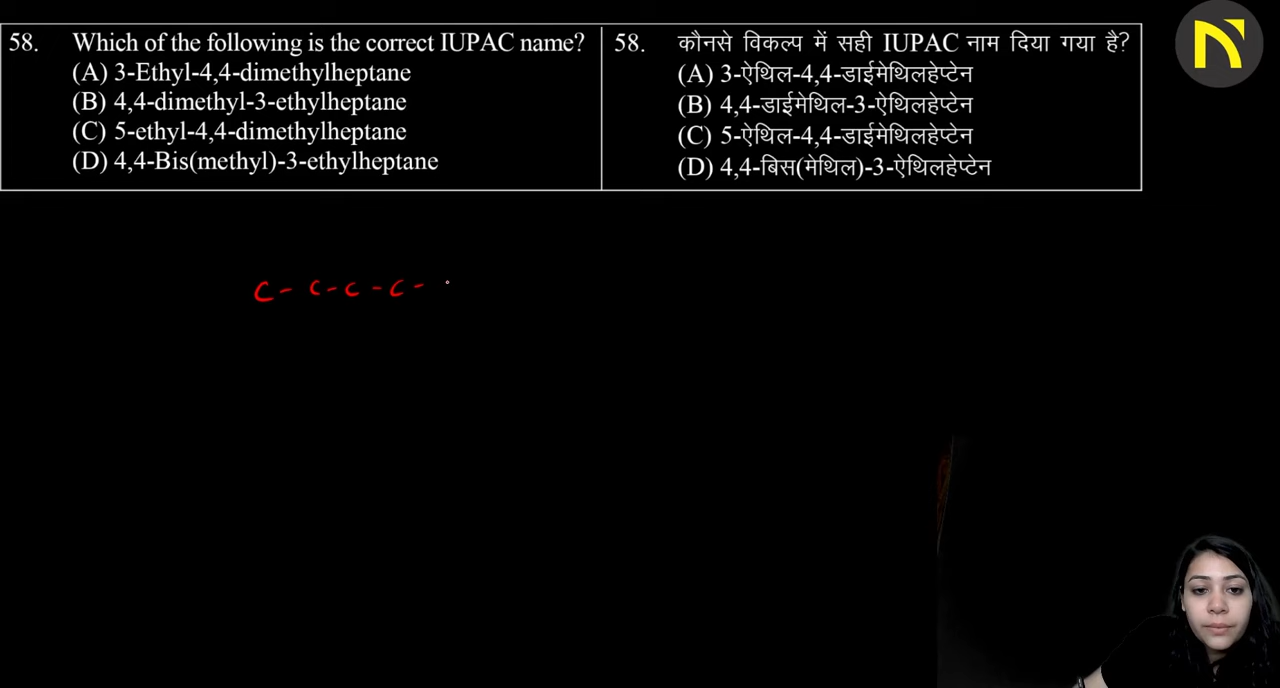 58. Which of the following is the correct IUPAC name?
(A) 3-Ethyl-4,4-dimethylheptane
(B) 4,4-dimethyl-3-ethylheptane
(C) 5-ethyl-4,4-dimethylheptane
(D) 4,4-Bis(methyl)-3-ethylheptane
58. कौनसे विकल्प में सही IUPAC नाम दिया गया है?
(A) 3-ऐथिल-4,4-डाईमेथिलहेप्टेन
(B) 4,4-डाईमेथिल-3-ऐथिलहेप्टेन
(C) 5-ऐथिल-4,4-डाईमेथिलहेप्टेन
(D) 4,4-बिस(मेथिल)-3-ऐथिलहेप्टेन
C - C - C - C -